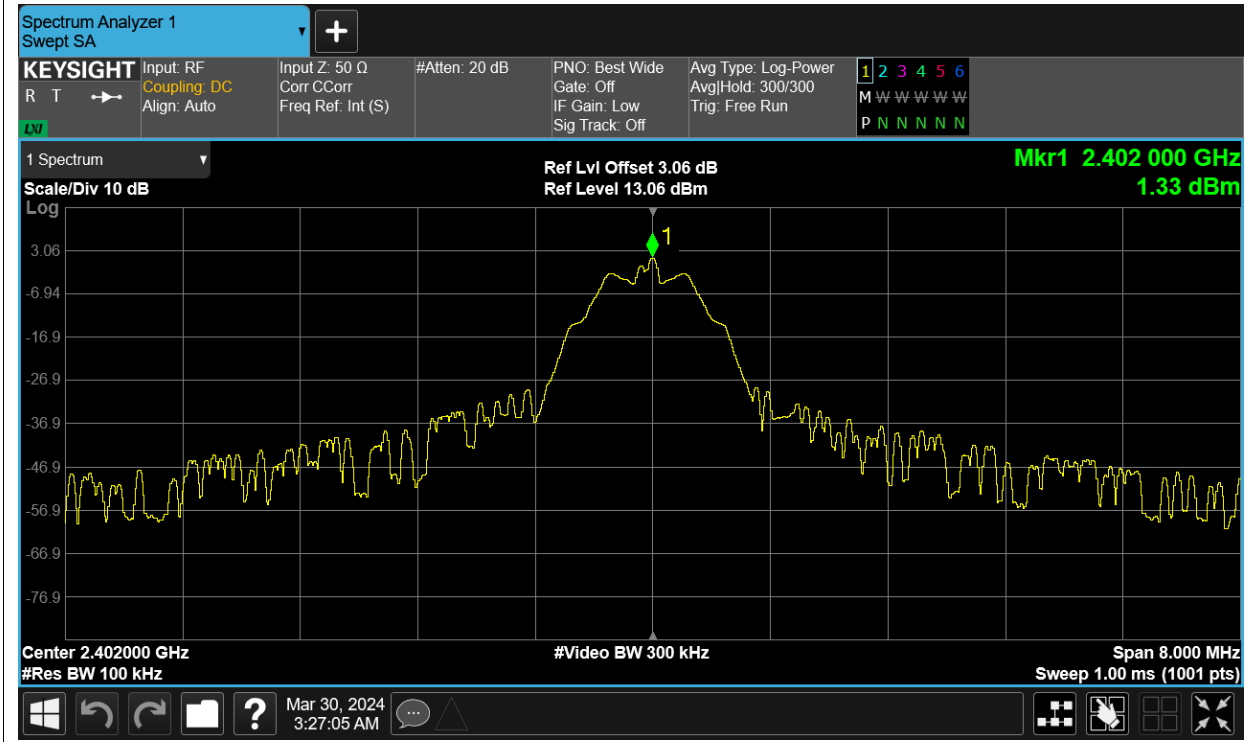 Spectrum Analyzer 1
Swept SA
KEYSIGHT
R T
LXI
Input: RF
Coupling: DC
Align: Auto
Input Z: 50 Ω
Corr CCorr
Freq Ref: Int (S)
#Atten: 20 dB
PNO: Best Wide
Gate: Off
IF Gain: Low
Sig Track: Off
Avg Type: Log-Power
Avg|Hold: 300/300
Trig: Free Run
1 2 3 4 5 6
M W W W W W
P N N N N N
1 Spectrum
Scale/Div 10 dB
Log
Ref Lvl Offset 3.06 dB
Ref Level 13.06 dBm
Mkr1 2.402 000 GHz
1.33 dBm
1
3.06
-6.94
-16.9
-26.9
-36.9
-46.9
-56.9
-66.9
-76.9
Center 2.402000 GHz
#Video BW 300 kHz
Span 8.000 MHz
#Res BW 100 kHz
Sweep 1.00 ms (1001 pts)
?
Mar 30, 2024
3:27:05 AM